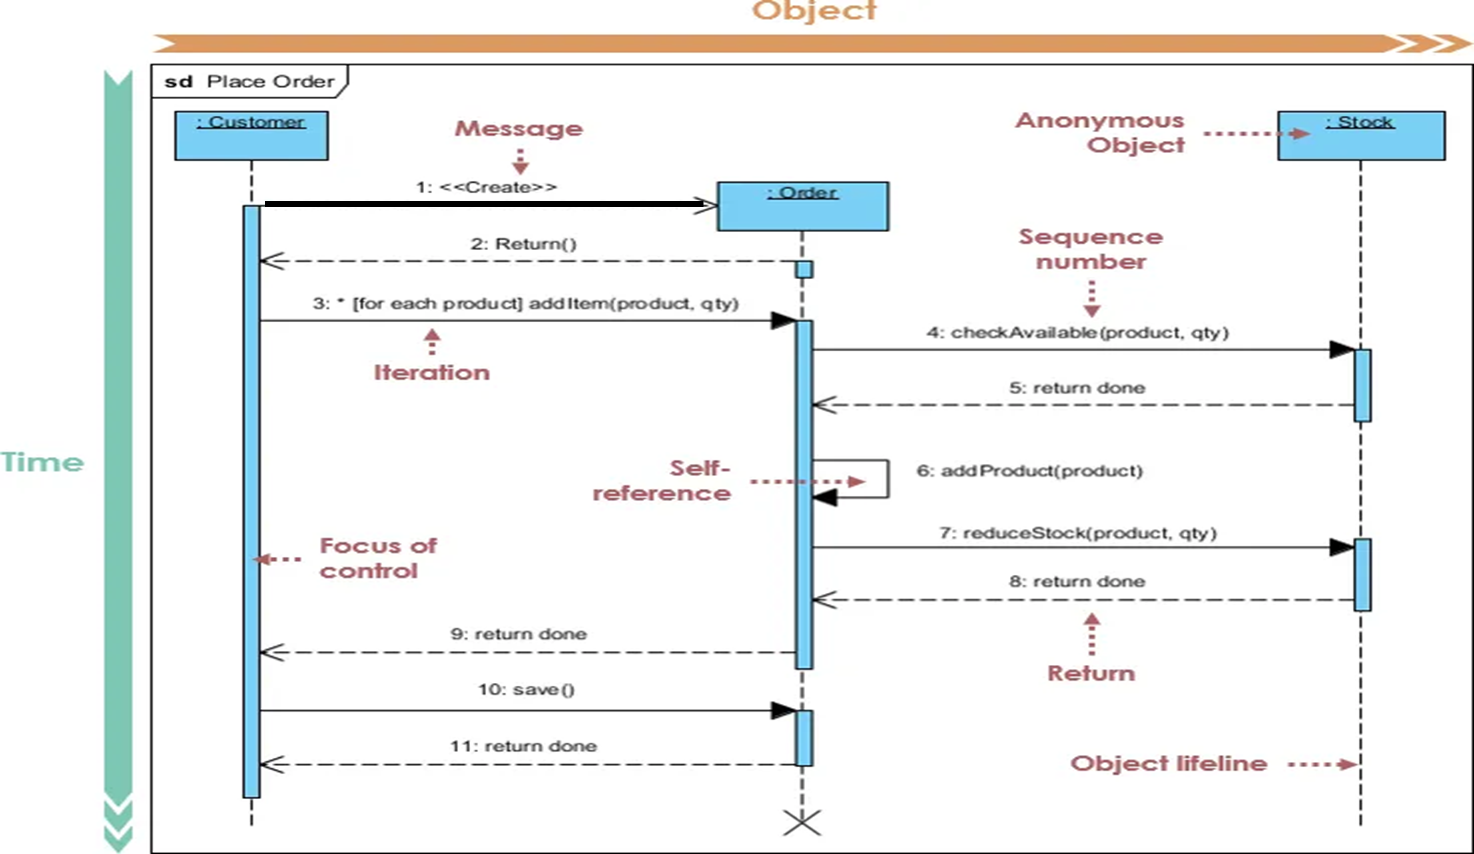 Object
sd Place Order
: Customer
Message
Anonymous
Object
: Stock
1: <<Create>>
: Order
2: Return()
Sequence
number
3: * [for each product] addItem(product, qty)
4: checkAvailable(product, qty)
Iteration
5: return done
Time
Self-
reference
6: addProduct(product)
7: reduceStock(product, qty)
Focus of
control
8: return done
9: return done
Return
10: save()
11: return done
Object lifeline